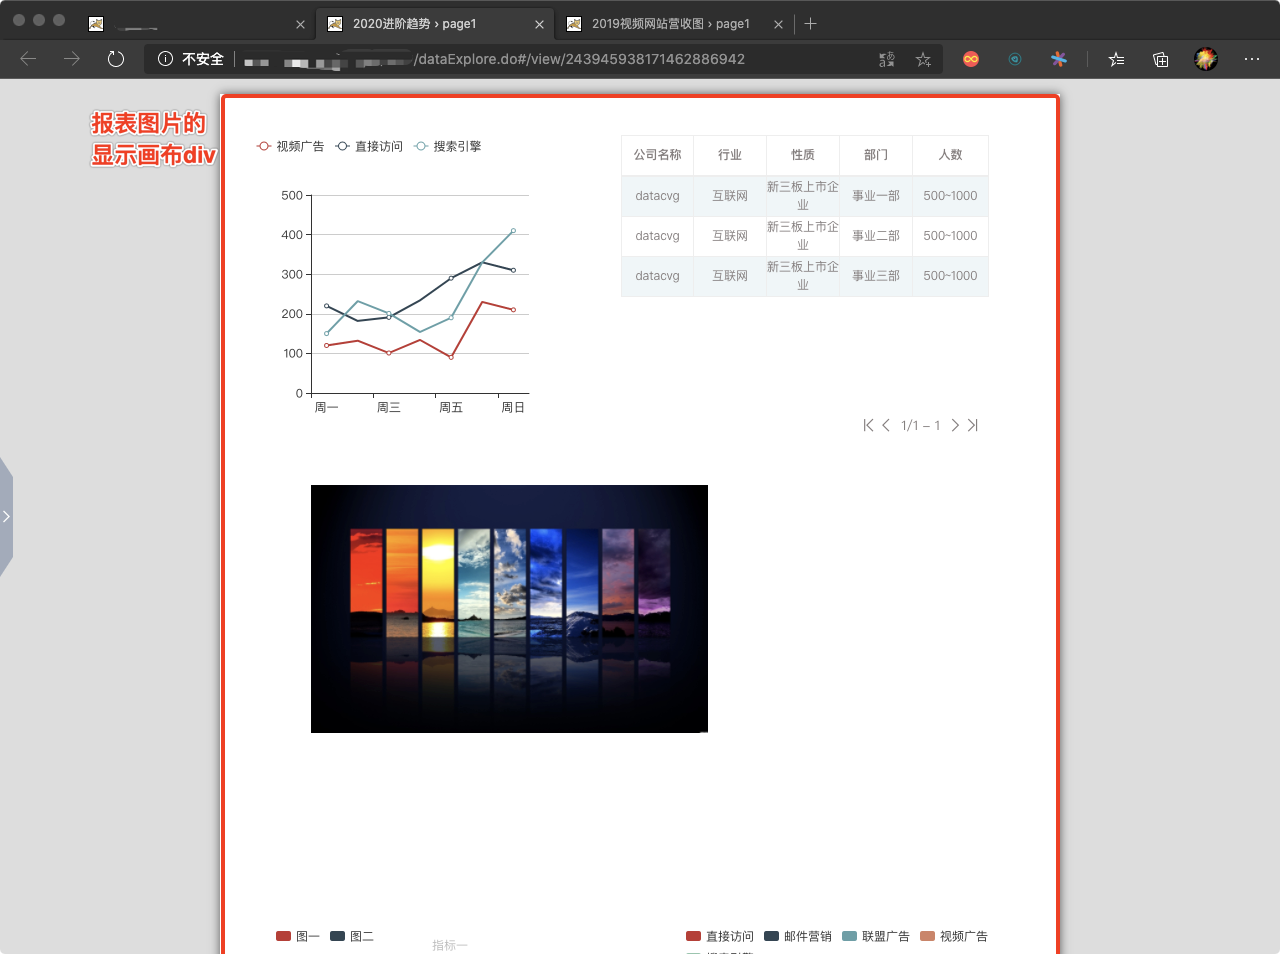 2020进阶趋势 › page1
2019视频网站营收图 › page1
不安全
/dataExplore.do#/view/243945938171462886942
报表图片的
显示画布div
视频广告 直接访问 搜索引擎
500
400
300
200
100
0
周一 周三 周五 周日
公司名称 行业 性质 部门 人数
datacvg 互联网 新三板上市企业 事业一部 500~1000
datacvg 互联网 新三板上市企业 事业二部 500~1000
datacvg 互联网 新三板上市企业 事业三部 500~1000
1/1 – 1
图一 图二
指标一
直接访问 邮件营销 联盟广告 视频广告